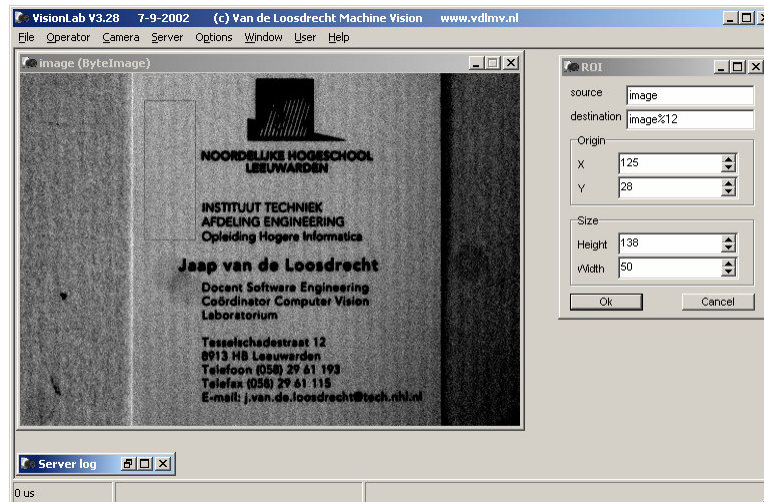 VisionLab V3.28 7-9-2002 (c) Van de Loosdrecht Machine Vision www.vdlmv.nl
File Operator Camera Server Options Window User Help
image (ByteImage)
NOORDELIJKE HOGESCHOOL
LEEUWARDEN
INSTITUUT TECHNIEK
AFDELING ENGINEERING
Opleiding Hogere Informatica
Jaap van de Loosdrecht
Docent Software Engineering
Coördinator Computer Vision
Laboratorium
Tesselschadestraat 12
8913 HB Leeuwarden
Telefoon (058) 29 61 193
Telefax (058) 29 61 115
E-mail: j.van.de.loosdrecht@tech.nhl.nl
ROI
source image
destination image%12
Origin
X 125
Y 28
Size
Height 138
Width 50
Ok Cancel
Server log
0 us